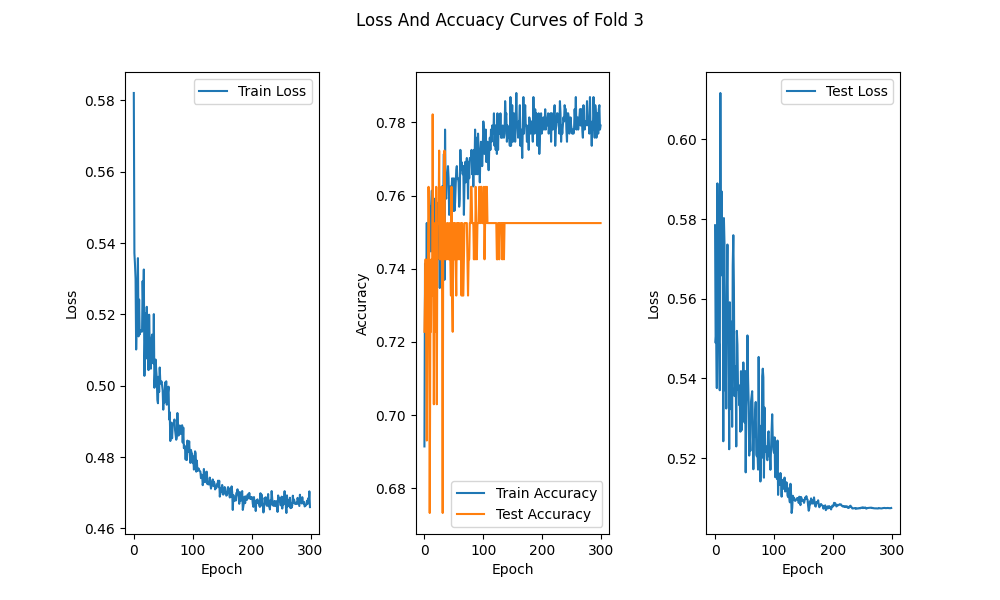 Loss And Accuacy Curves of Fold 3
Train Loss
0.58
0.56
0.54
0.52
0.50
0.48
0.46
Loss
0 100 200 300
Epoch
0.78
0.76
0.74
0.72
0.70
0.68
Accuracy
Train Accuracy
Test Accuracy
0 100 200 300
Epoch
Test Loss
0.60
0.58
0.56
0.54
0.52
Loss
0 100 200 300
Epoch